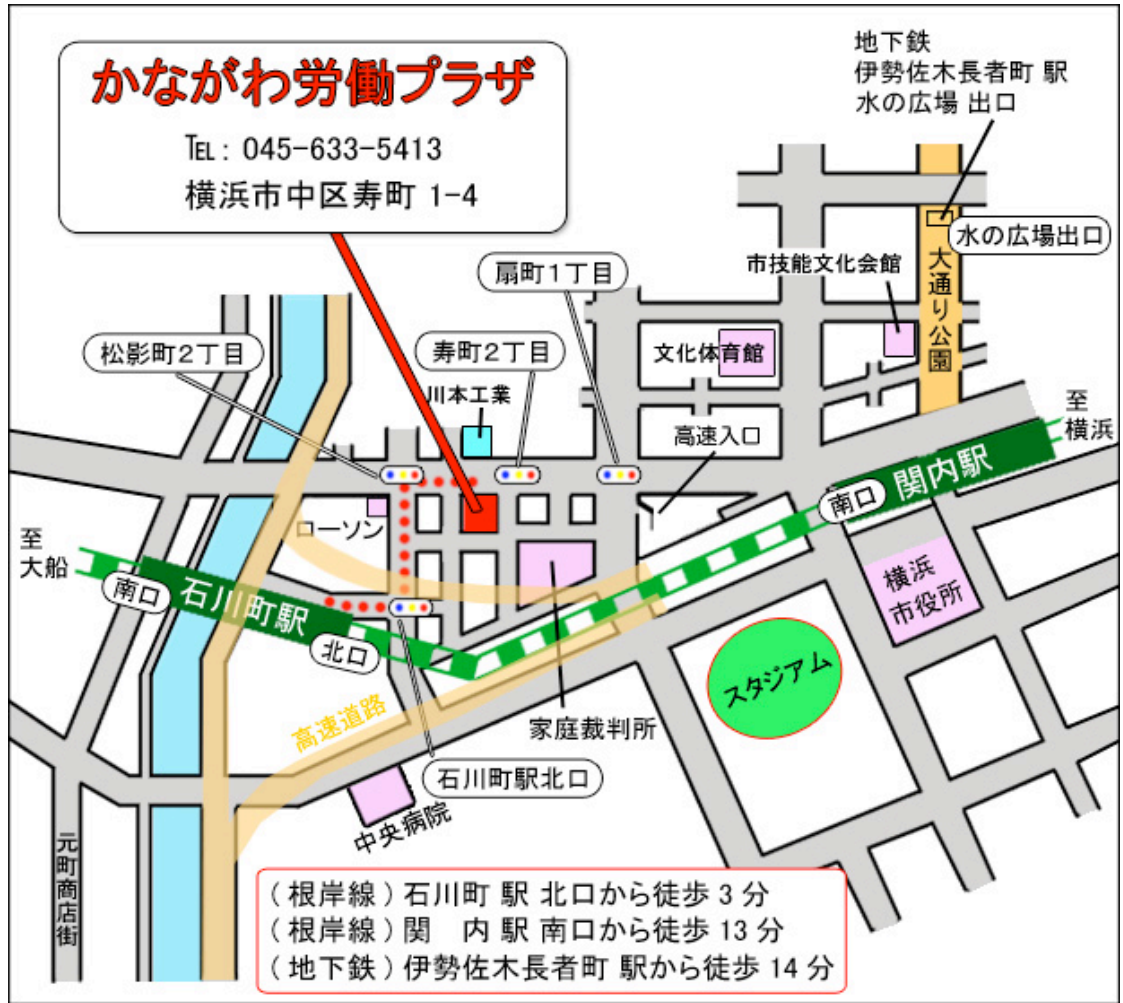 かながわ労働プラザ
TEL : 045-633-5413
横浜市中区寿町 1-4
地下鉄
伊勢佐木長者町 駅
水の広場 出口
水の広場出口
大通り公園
市技能文化会館
扇町1丁目
松影町2丁目
寿町2丁目
川本工業
文化体育館
高速入口
至
横浜
関内駅
南口
ローソン
至
大船
南口
石川町駅
北口
横浜
市役所
スタジアム
高速道路
家庭裁判所
石川町駅北口
中央病院
元町商店街
( 根岸線 ) 石川町 駅 北口から徒歩 3 分
( 根岸線 ) 関　内 駅 南口から徒歩 13 分
( 地下鉄 ) 伊勢佐木長者町 駅から徒歩 14 分